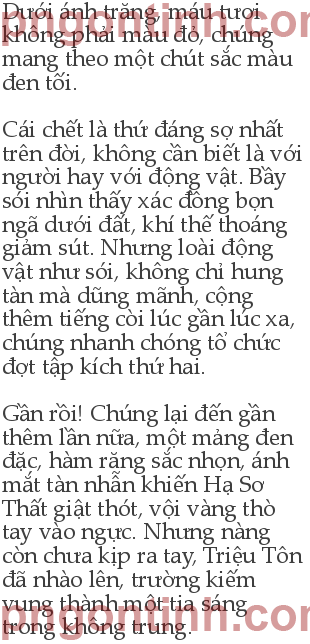 Dưới ánh trăng, máu tươi
không phải màu đỏ, chúng
mang theo một chút sắc màu
đen tối.
Cái chết là thứ đáng sợ nhất
trên đời, không cần biết là với
người hay với động vật. Bầy
sói nhìn thấy xác đồng bọn
ngã dưới đất, khí thế thoáng
giảm sút. Nhưng loài động
vật như sói, không chỉ hung
tàn mà dũng mãnh, cộng
thêm tiếng còi lúc gần lúc xa,
chúng nhanh chóng tổ chức
đợt tập kích thứ hai.
Gần rồi! Chúng lại đến gần
thêm lần nữa, một mảng đen
đặc, hàm răng sắc nhọn, ánh
mắt tàn nhẫn khiến Hạ Sơ
Thất giật thót, vội vàng thò
tay vào ngực. Nhưng nàng
còn chưa kịp ra tay, Triệu Tôn
đã nhào lên, trường kiếm
vung thành một tia sáng
trong không trung.
pngontinh.com
pngontinh.com